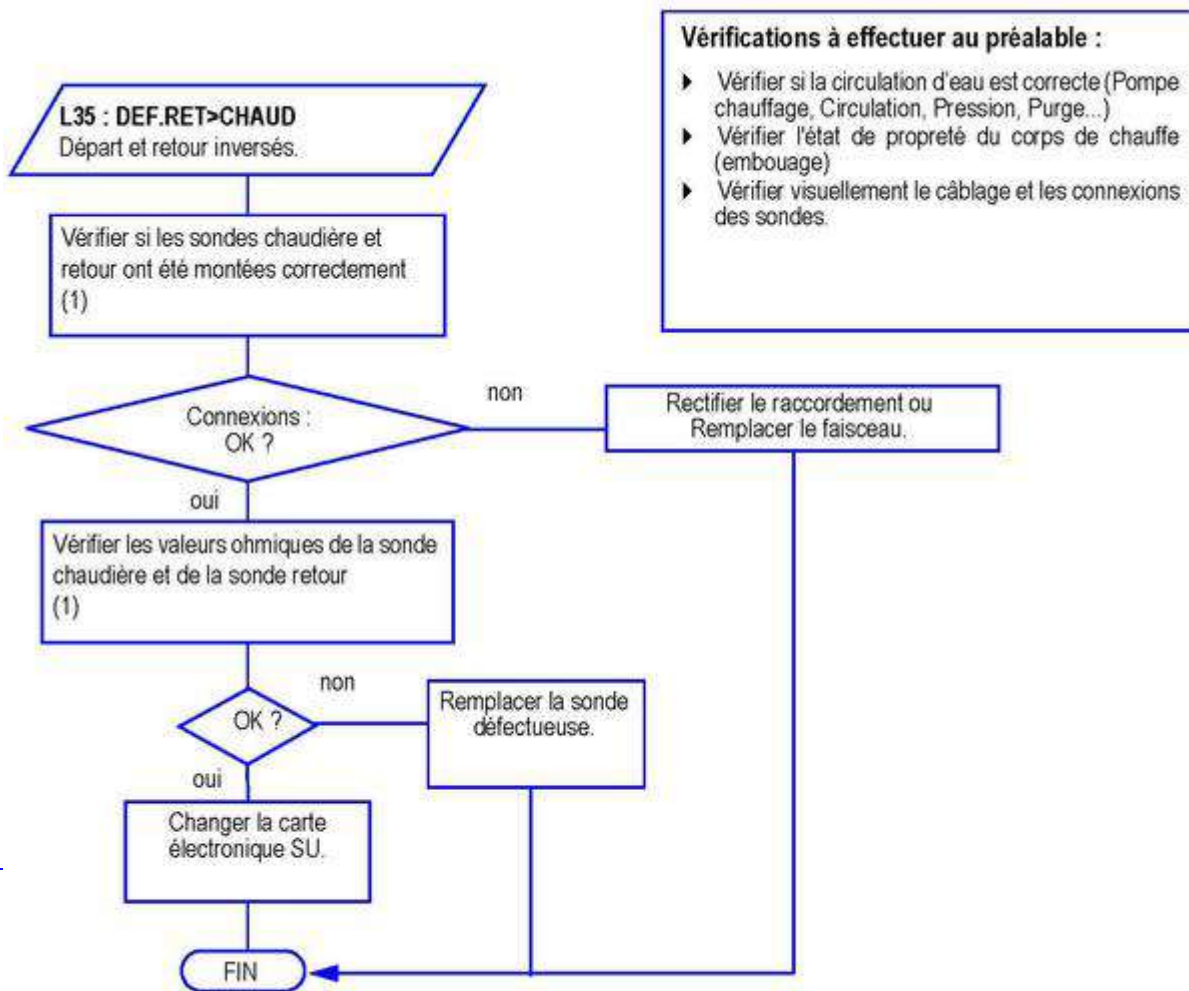 L35 : DEF.RET>CHAUD
Départ et retour inversés.
Vérifications à effectuer au préalable :
Vérifier si la circulation d'eau est correcte (Pompe
chauffage, Circulation, Pression, Purge...)
Vérifier l'état de propreté du corps de chauffe
(embouage)
Vérifier visuellement le câblage et les connexions
des sondes.
Vérifier si les sondes chaudière et
retour ont été montées correctement
(1)
Connexions :
OK ?
non
Rectifier le raccordement ou
Remplacer le faisceau.
oui
Vérifier les valeurs ohmiques de la sonde
chaudière et de la sonde retour
(1)
OK ?
non
Remplacer la sonde
défectueuse.
oui
Changer la carte
électronique SU.
FIN